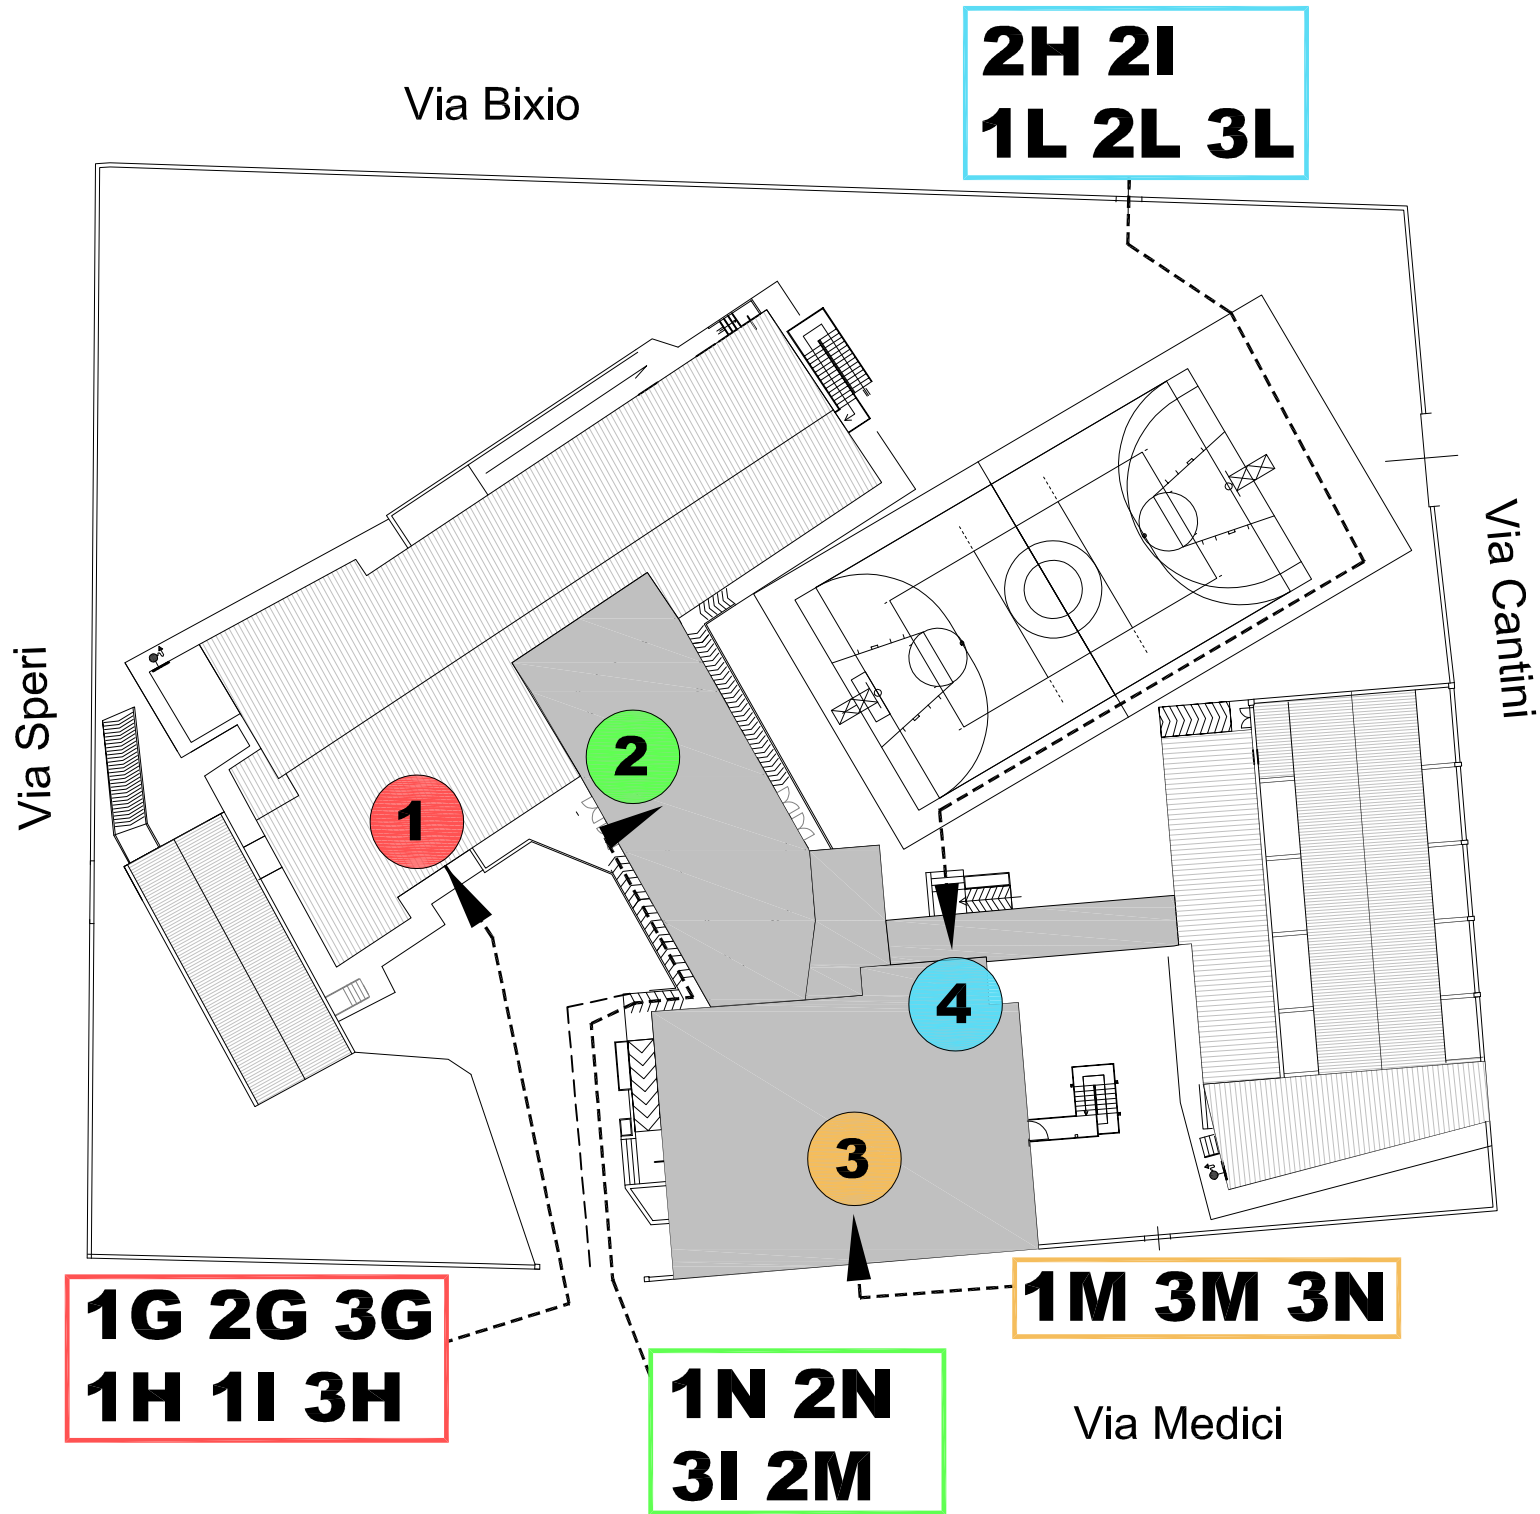 2H 2I
1L 2L 3L
Via Bixio
Via Cantini
Via Speri
2
1
4
3
1M 3M 3N
1G 2G 3G
1H 1I 3H
1N 2N
3I 2M
Via Medici